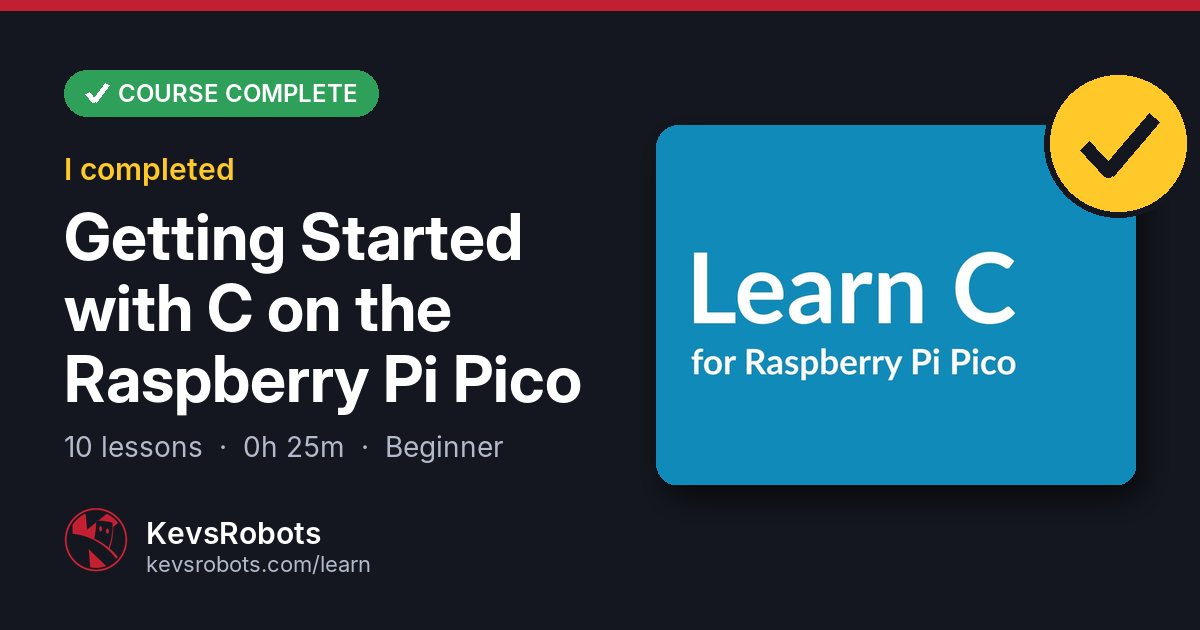 COURSE COMPLETE
I completed
Getting Started
with C on the
Raspberry Pi Pico
10 lessons · 0h 25m · Beginner
KevsRobots
kevsrobots.com/learn
Learn C
for Raspberry Pi Pico